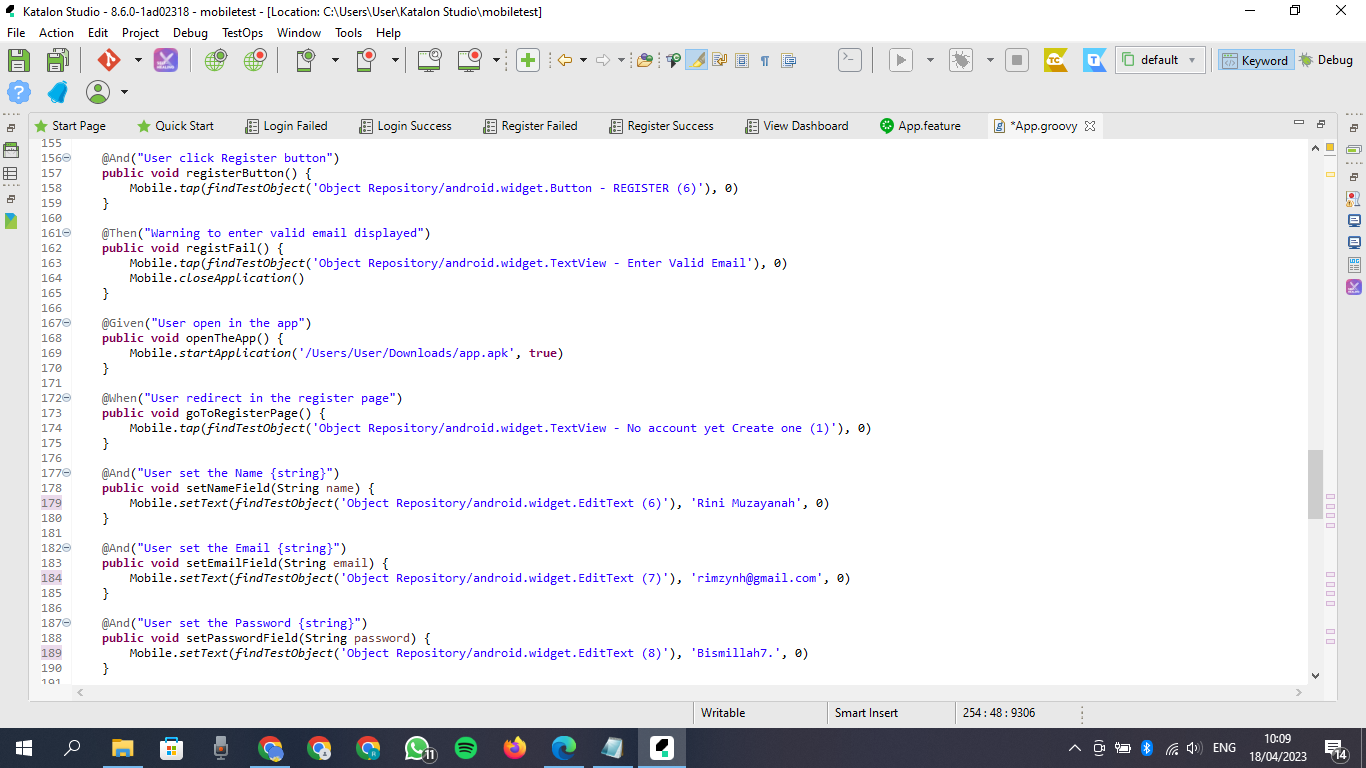 Katalon Studio - 8.6.0-1ad02318 - mobiletest - [Location: C:\Users\User\Katalon Studio\mobiletest]
File Action Edit Project Debug TestOps Window Tools Help
default Keyword Debug
Start Page Quick Start Login Failed Login Success Register Failed Register Success View Dashboard App.feature *App.groovy
155
156 @And("User click Register button")
157 public void registerButton() {
158 Mobile.tap(findTestObject('Object Repository/android.widget.Button - REGISTER (6)'), 0)
159 }
160
161 @Then("Warning to enter valid email displayed")
162 public void registFail() {
163 Mobile.tap(findTestObject('Object Repository/android.widget.TextView - Enter Valid Email'), 0)
164 Mobile.closeApplication()
165 }
166
167 @Given("User open in the app")
168 public void openTheApp() {
169 Mobile.startApplication('/Users/User/Downloads/app.apk', true)
170 }
171
172 @When("User redirect in the register page")
173 public void goToRegisterPage() {
174 Mobile.tap(findTestObject('Object Repository/android.widget.TextView - No account yet Create one (1)'), 0)
175 }
176
177 @And("User set the Name {string}")
178 public void setNameField(String name) {
179 Mobile.setText(findTestObject('Object Repository/android.widget.EditText (6)'), 'Rini Muzayanah', 0)
180 }
181
182 @And("User set the Email {string}")
183 public void setEmailField(String email) {
184 Mobile.setText(findTestObject('Object Repository/android.widget.EditText (7)'), 'rimzynh@gmail.com', 0)
185 }
186
187 @And("User set the Password {string}")
188 public void setPasswordField(String password) {
189 Mobile.setText(findTestObject('Object Repository/android.widget.EditText (8)'), 'Bismillah7.', 0)
190 }
191
Writable Smart Insert 254 : 48 : 9306
11 ENG 10:09
18/04/2023 14